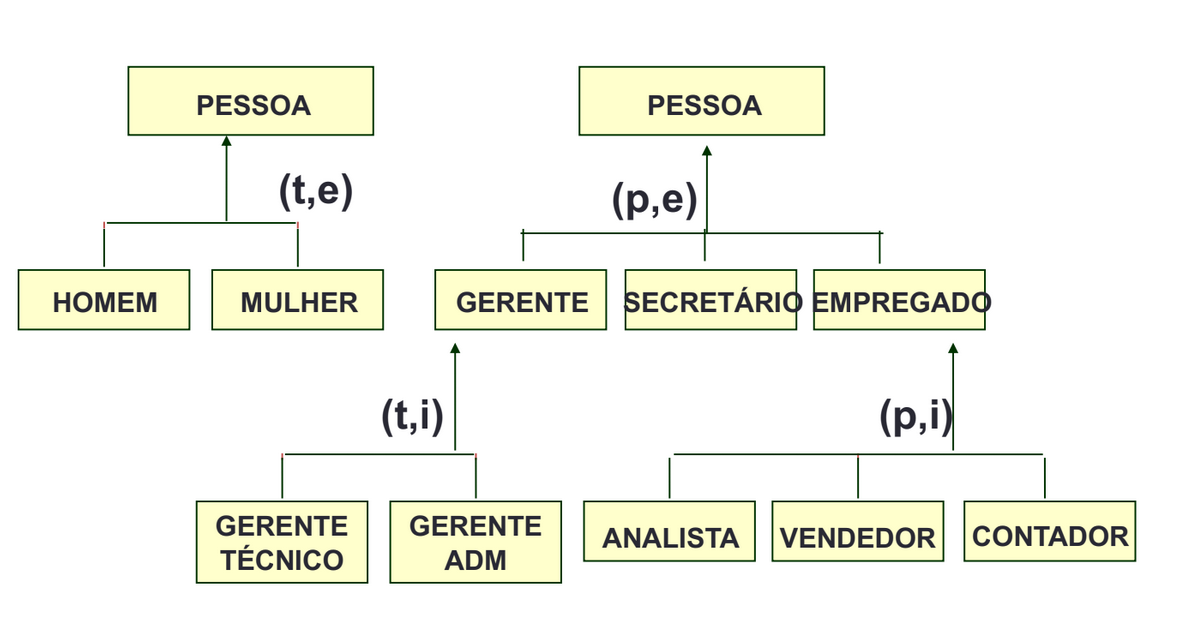 PESSOA
PESSOA
(t,e)
(p,e)
HOMEM
MULHER
GERENTE
SECRETÁRIO
EMPREGADO
(t,i)
(p,i)
GERENTE
TÉCNICO
GERENTE
ADM
ANALISTA
VENDEDOR
CONTADOR